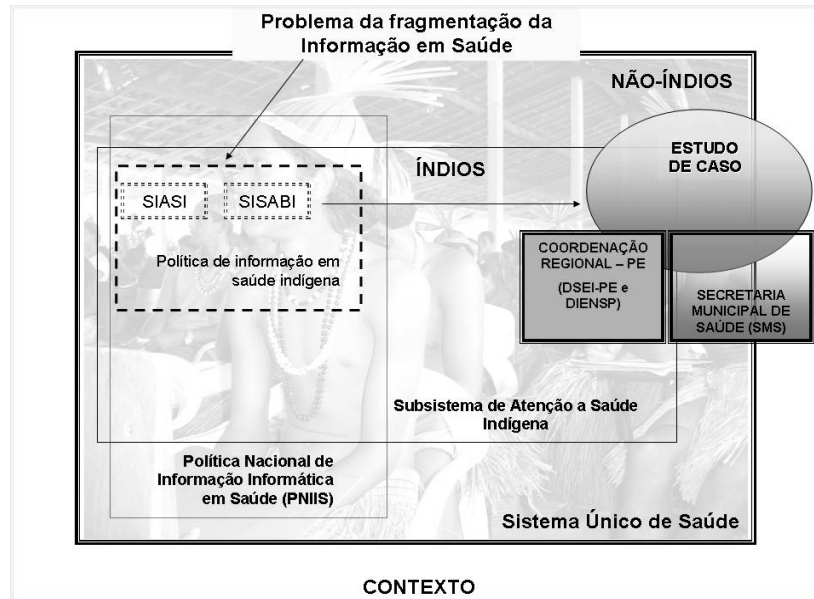 Problema da fragmentação da
Informação em Saúde
NÃO-ÍNDIOS
ESTUDO
DE CASO
ÍNDIOS
SIASI
SISABI
Política de informação em
saúde indígena
COORDENAÇÃO
REGIONAL – PE
(DSEI-PE e
DIENSP)
SECRETARIA
MUNICIPAL DE
SAÚDE (SMS)
Subsistema de Atenção a Saúde
Indígena
Política Nacional de
Informação Informática
em Saúde (PNIIS)
Sistema Único de Saúde
CONTEXTO